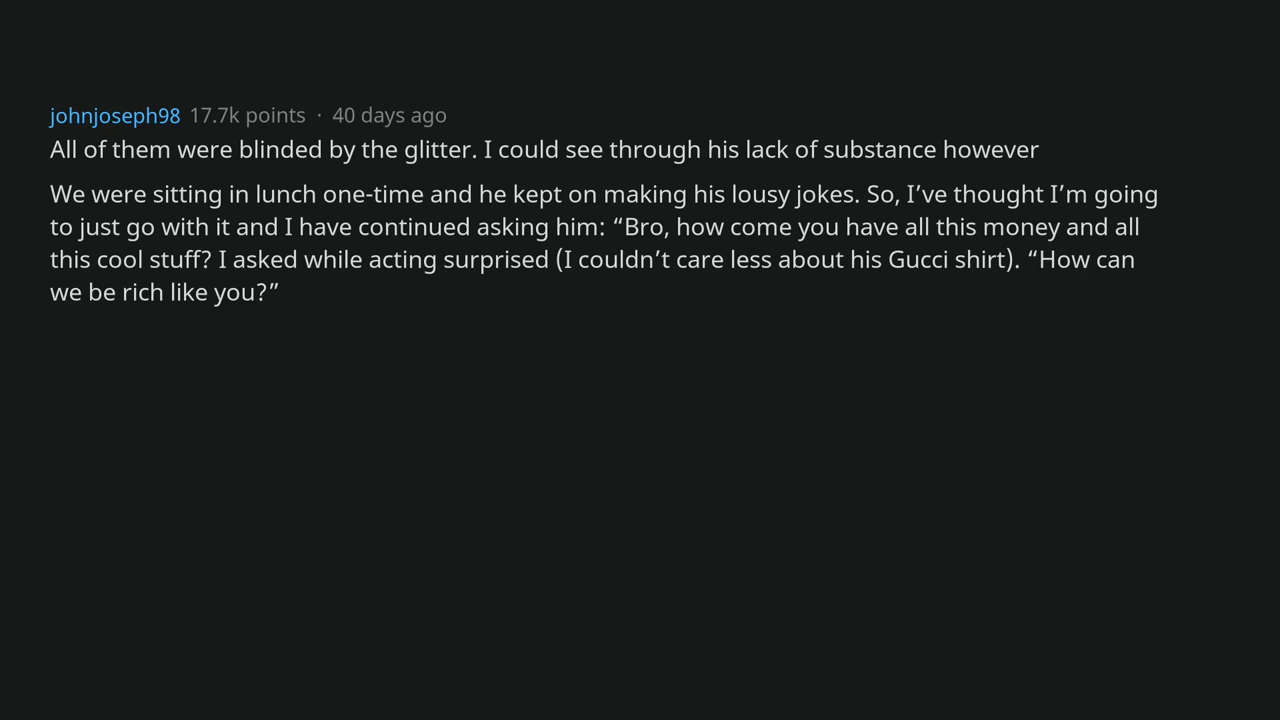 johnjoseph98 17.7k points · 40 days ago
All of them were blinded by the glitter. I could see through his lack of substance however
We were sitting in lunch one-time and he kept on making his lousy jokes. So, I’ve thought I’m going
to just go with it and I have continued asking him: “Bro, how come you have all this money and all
this cool stuff? I asked while acting surprised (I couldn’t care less about his Gucci shirt). “How can
we be rich like you?”